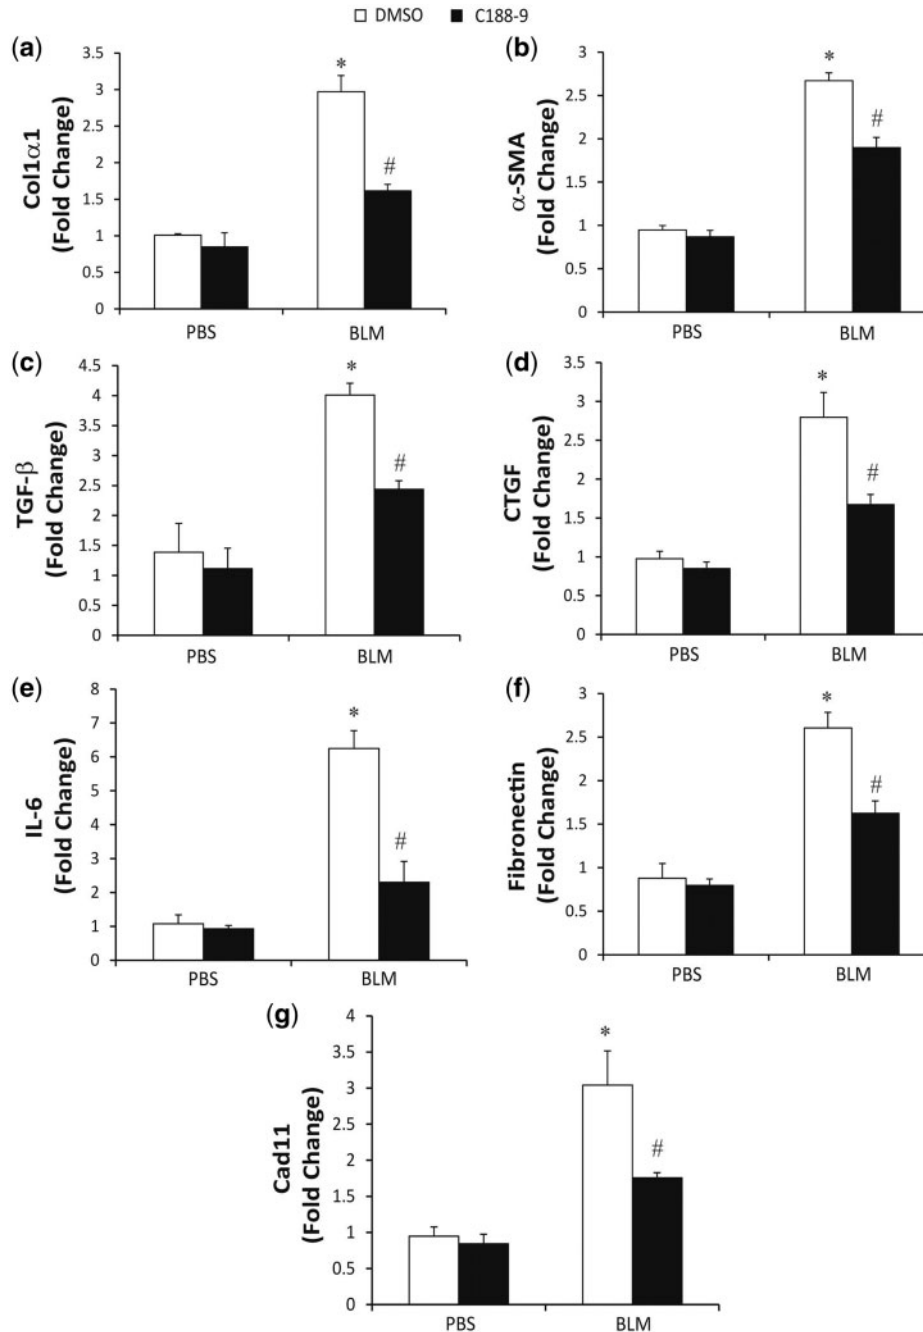 DMSO C188-9
(a)
Col1α1
(Fold Change)
3.5
3
2.5
2
1.5
1
0.5
0
*
#
PBS BLM
(b)
α-SMA
(Fold Change)
3
2.5
2
1.5
1
0.5
0
*
#
PBS BLM
(c)
TGF-β
(Fold Change)
4.5
4
3.5
3
2.5
2
1.5
1
0.5
0
*
#
PBS BLM
(d)
CTGF
(Fold Change)
3.5
3
2.5
2
1.5
1
0.5
0
*
#
PBS BLM
(e)
IL-6
(Fold Change)
8
7
6
5
4
3
2
1
0
*
#
PBS BLM
(f)
Fibronectin
(Fold Change)
3
2.5
2
1.5
1
0.5
0
*
#
PBS BLM
(g)
Cad11
(Fold Change)
4
3.5
3
2.5
2
1.5
1
0.5
0
*
#
PBS BLM